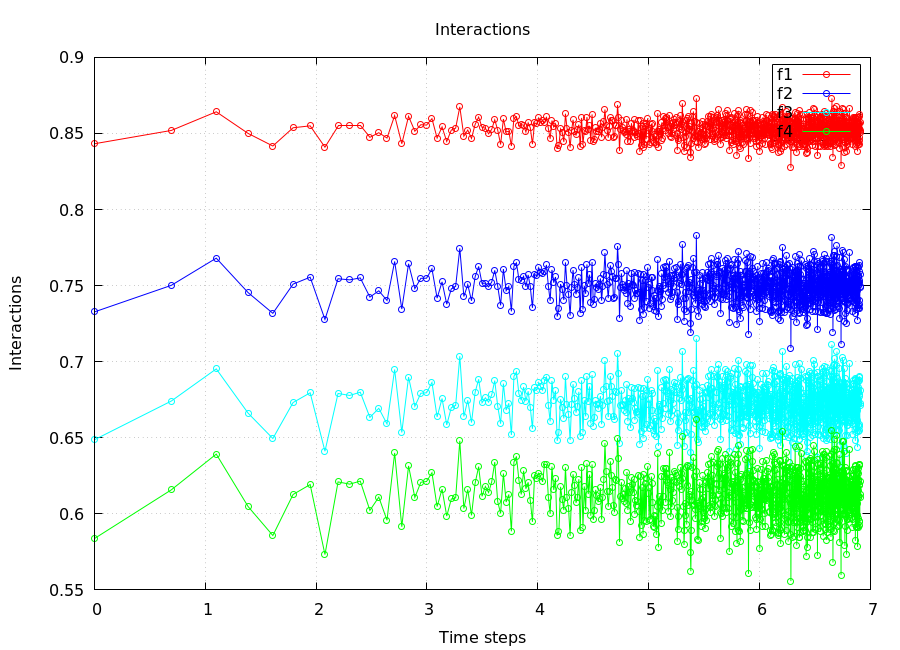 Interactions
0.9
0.85
0.8
0.75
0.7
0.65
0.6
0.55
0 1 2 3 4 5 6 7
Interactions
Time steps
f1
f2
f3
f4